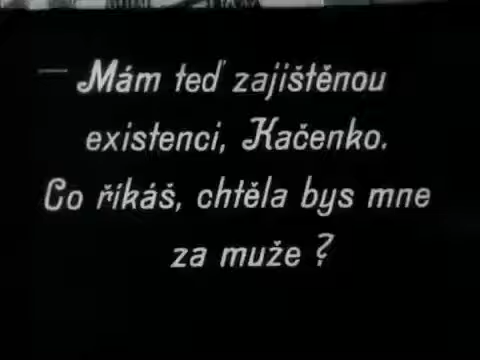 — Mám teď zajištěnou
existenci, Kačenko.
Co říkáš, chtěla bys mne
za muže ?